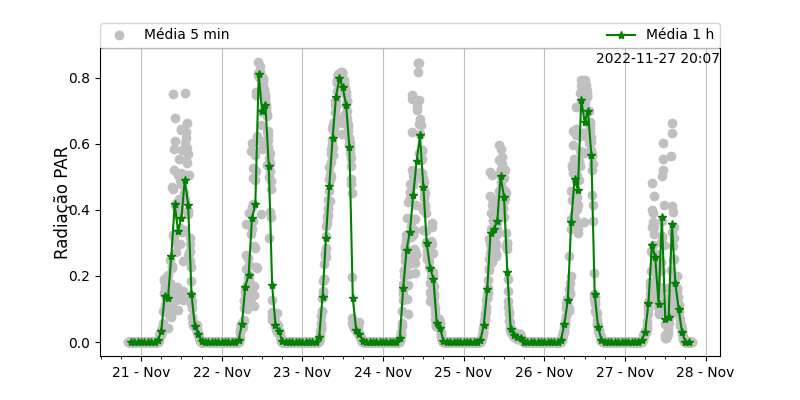 Média 5 min
Média 1 h
2022-11-27 20:07
Radiação PAR
0.8
0.6
0.4
0.2
0.0
21 - Nov
22 - Nov
23 - Nov
24 - Nov
25 - Nov
26 - Nov
27 - Nov
28 - Nov